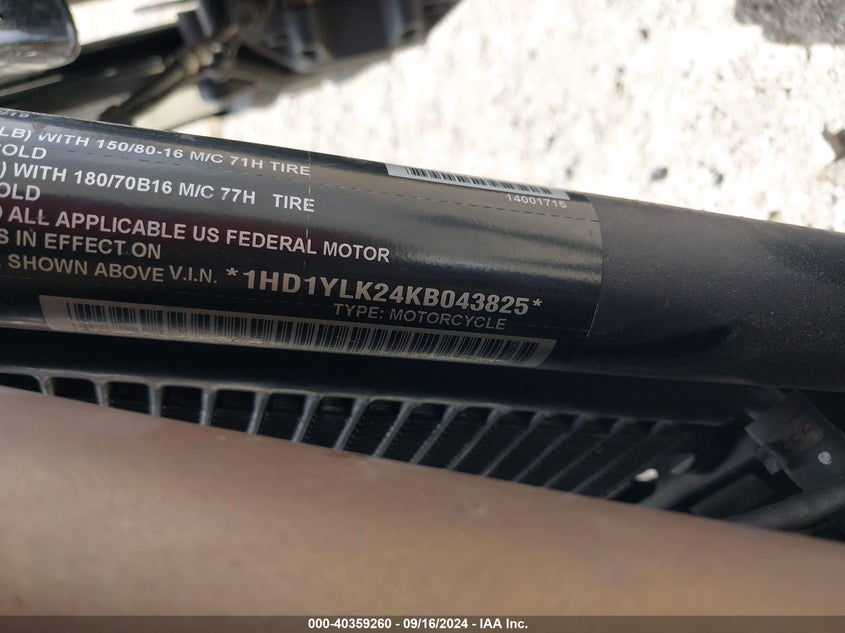 LB) WITH 150/80-16 M/C 71H TIRE
COLD
) WITH 180/70B16 M/C 77H TIRE
OLD
O ALL APPLICABLE US FEDERAL MOTOR
S IN EFFECT ON
SHOWN ABOVE V.I.N. *1HD1YLK24KB043825*
TYPE: MOTORCYCLE
14001715
000-40359260 - 09/16/2024 - IAA Inc.